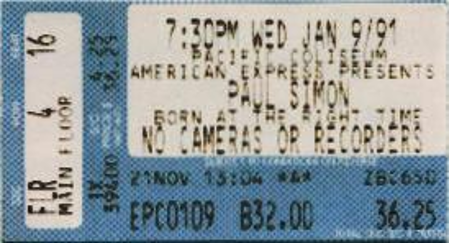 16
4
FLR
MAIN FLOOR
7:30PM WED JAN 9/91
PACIFIC COLISEUM
AMERICAN EXPRESS PRESENTS
PAUL SIMON
BORN AT THE RIGHT TIME
NO CAMERAS OR RECORDERS
21NOV 13:04 *A* ZBC65D
EPC0109 B32.00 36.25